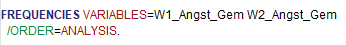 FREQUENCIES VARIABLES=W1_Angst_Gem W2_Angst_Gem
/ORDER=ANALYSIS.